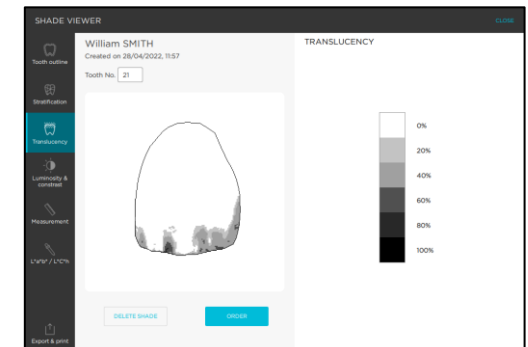 SHADE VIEWER
CLOSE
Tooth outline
Stratification
Translucency
Luminosity &
constrast
Measurement
L*a*b* / L*C*h
Export & print
William SMITH
Created on 28/04/2022, 11:57
Tooth No. 21
DELETE SHADE
ORDER
TRANSLUCENCY
0%
20%
40%
60%
80%
100%